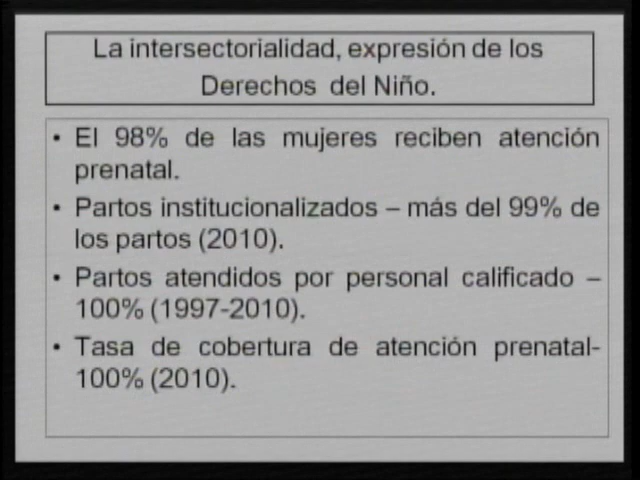 La intersectorialidad, expresión de los
Derechos del Niño.
• El 98% de las mujeres reciben atención
prenatal.
• Partos institucionalizados – más del 99% de
los partos (2010).
• Partos atendidos por personal calificado –
100% (1997-2010).
• Tasa de cobertura de atención prenatal-
100% (2010).